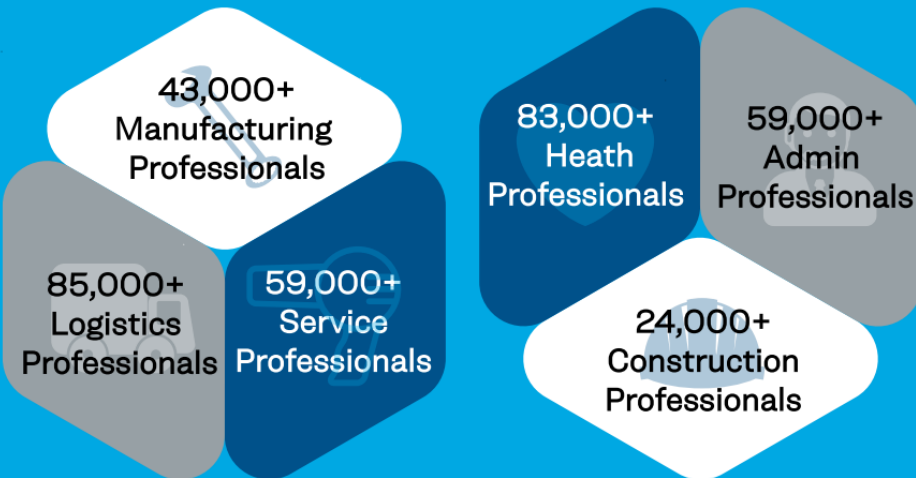 43,000+
Manufacturing
Professionals
85,000+
Logistics
Professionals
59,000+
Service
Professionals
83,000+
Heath
Professionals
59,000+
Admin
Professionals
24,000+
Construction
Professionals